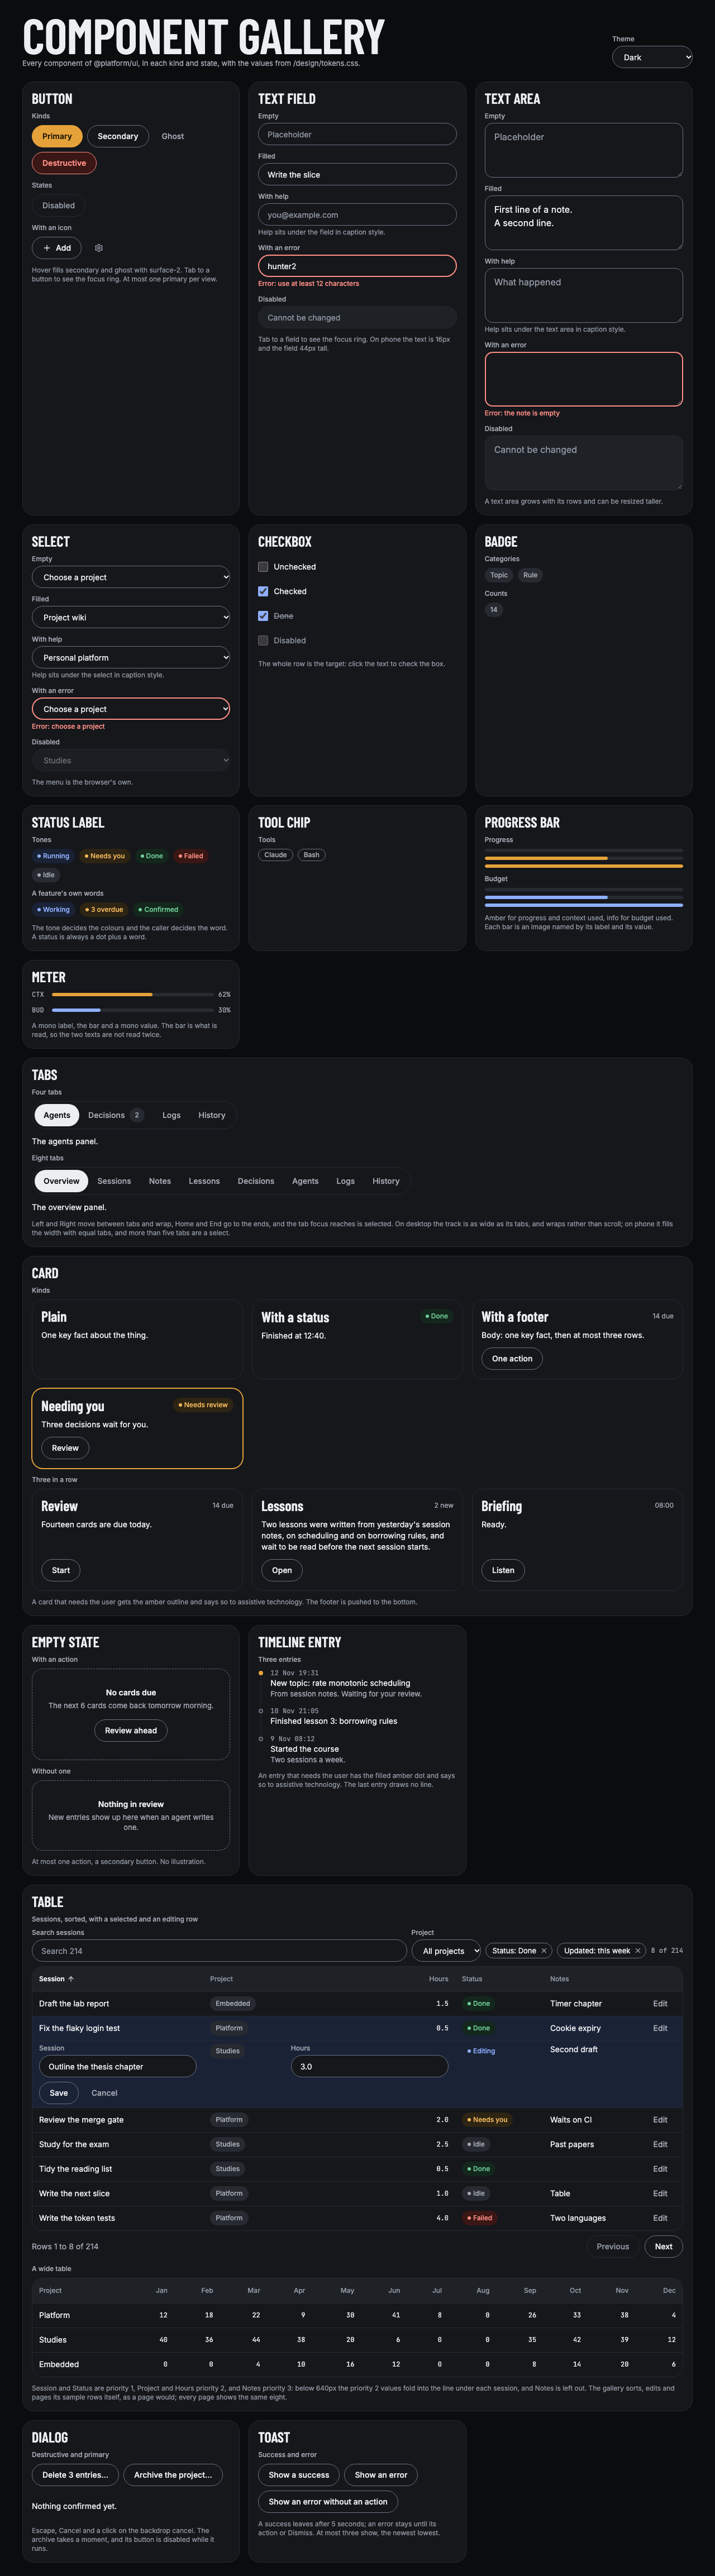 COMPONENT GALLERY
Every component of @platform/ui, in each kind and state, with the values from /design/tokens.css.
Theme
Dark
BUTTON
Kinds
Primary Secondary Ghost
Destructive
States
Disabled
With an icon
+ Add
Hover fills secondary and ghost with surface-2. Tab to a
button to see the focus ring. At most one primary per view.
TEXT FIELD
Empty
Placeholder
Filled
Write the slice
With help
you@example.com
Help sits under the field in caption style.
With an error
hunter2
Error: use at least 12 characters
Disabled
Cannot be changed
Tab to a field to see the focus ring. On phone the text is 16px
and the field 44px tall.
TEXT AREA
Empty
Placeholder
Filled
First line of a note.
A second line.
With help
What happened
Help sits under the text area in caption style.
With an error
Error: the note is empty
Disabled
Cannot be changed
A text area grows with its rows and can be resized taller.
SELECT
Empty
Choose a project
Filled
Project wiki
With help
Personal platform
Help sits under the select in caption style.
With an error
Choose a project
Error: choose a project
Disabled
Studies
The menu is the browser's own.
CHECKBOX
Unchecked
Checked
Done
Disabled
The whole row is the target: click the text to check the box.
BADGE
Categories
Topic Rule
Counts
14
STATUS LABEL
Tones
Running Needs you Done Failed
Idle
A feature's own words
Working 3 overdue Confirmed
The tone decides the colours and the caller decides the word.
A status is always a dot plus a word.
TOOL CHIP
Tools
Claude Bash
PROGRESS BAR
Progress
Budget
Amber for progress and context used, info for budget used.
Each bar is an image named by its label and its value.
METER
CTX 62%
BUD 30%
A mono label, the bar and a mono value. The bar is what is
read, so the two texts are not read twice.
TABS
Four tabs
Agents Decisions 2 Logs History
The agents panel.
Eight tabs
Overview Sessions Notes Lessons Decisions Agents Logs History
The overview panel.
Left and Right move between tabs and wrap, Home and End go to the ends, and the tab focus reaches is selected. On desktop the track is as wide as its tabs, and wraps rather than scroll; on phone it fills
the width with equal tabs, and more than five tabs are a select.
CARD
Kinds
Plain
One key fact about the thing.
With a status Done
Finished at 12:40.
With a footer 14 due
Body: one key fact, then at most three rows.
One action
Needing you Needs review
Three decisions wait for you.
Review
Three in a row
Review 14 due
Fourteen cards are due today.
Start
Lessons 2 new
Two lessons were written from yesterday's session
notes, on scheduling and on borrowing rules, and
wait to be read before the next session starts.
Open
Briefing 08:00
Ready.
Listen
A card that needs the user gets the amber outline and says so to assistive technology. The footer is pushed to the bottom.
EMPTY STATE
With an action
No cards due
The next 6 cards come back tomorrow morning.
Review ahead
Without one
Nothing in review
New entries show up here when an agent writes
one.
At most one action, a secondary button. No illustration.
TIMELINE ENTRY
Three entries
12 Nov 19:31
New topic: rate monotonic scheduling
From session notes. Waiting for your review.
10 Nov 21:05
Finished lesson 3: borrowing rules
9 Nov 08:12
Started the course
Two sessions a week.
An entry that needs the user has the filled amber dot and says
so to assistive technology. The last entry draws no line.
TABLE
Sessions, sorted, with a selected and an editing row
Search sessions Project
Search 214 All projects Status: Done × Updated: this week × 8 of 214
Session ↑ Project Hours Status Notes
Draft the lab report Embedded 1.5 Done Timer chapter Edit
Fix the flaky login test Platform 0.5 Done Cookie expiry Edit
Session Studies Hours Editing Second draft
Outline the thesis chapter 3.0
Save Cancel
Review the merge gate Platform 2.0 Needs you Waits on CI Edit
Study for the exam Studies 2.5 Idle Past papers Edit
Tidy the reading list Studies 0.5 Done Edit
Write the next slice Platform 1.0 Idle Table Edit
Write the token tests Platform 4.0 Failed Two languages Edit
Rows 1 to 8 of 214 Previous Next
A wide table
Project Jan Feb Mar Apr May Jun Jul Aug Sep Oct Nov Dec
Platform 12 18 22 9 30 41 8 0 26 33 38 4
Studies 40 36 44 38 20 6 0 0 35 42 39 12
Embedded 0 0 4 10 16 12 0 0 8 14 20 6
Session and Status are priority 1, Project and Hours priority 2, and Notes priority 3: below 640px the priority 2 values fold into the line under each session, and Notes is left out. The gallery sorts, edits and
pages its sample rows itself, as a page would; every page shows the same eight.
DIALOG
Destructive and primary
Delete 3 entries... Archive the project...
Nothing confirmed yet.
Escape, Cancel and a click on the backdrop cancel. The
archive takes a moment, and its button is disabled while it
runs.
TOAST
Success and error
Show a success Show an error
Show an error without an action
A success leaves after 5 seconds; an error stays until its
action or Dismiss. At most three show, the newest lowest.